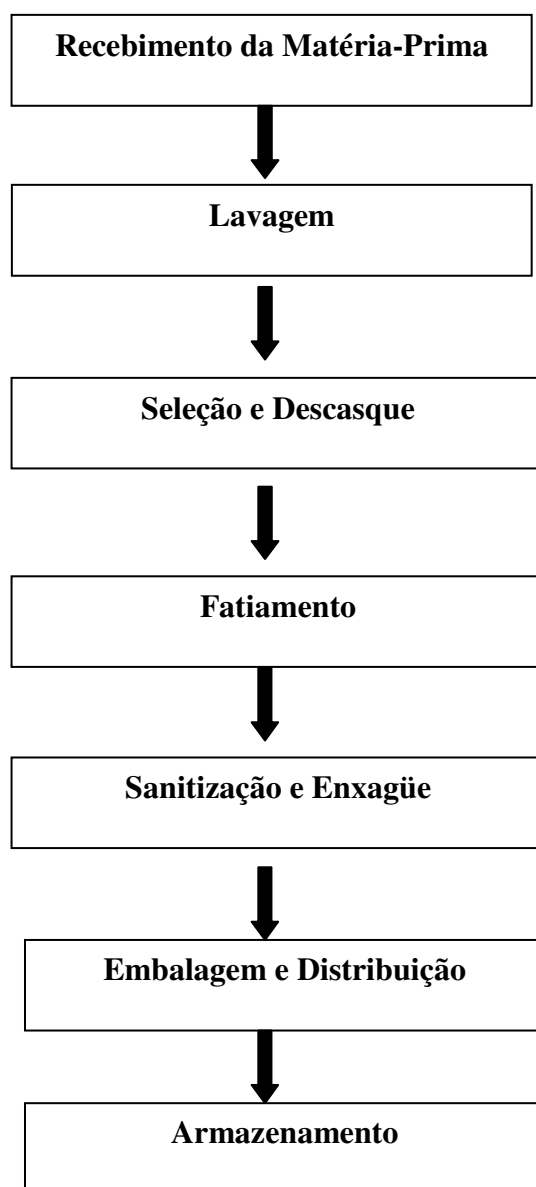 Recebimento da Matéria-Prima
Lavagem
Seleção e Descasque
Fatiamento
Sanitização e Enxagüe
Embalagem e Distribuição
Armazenamento